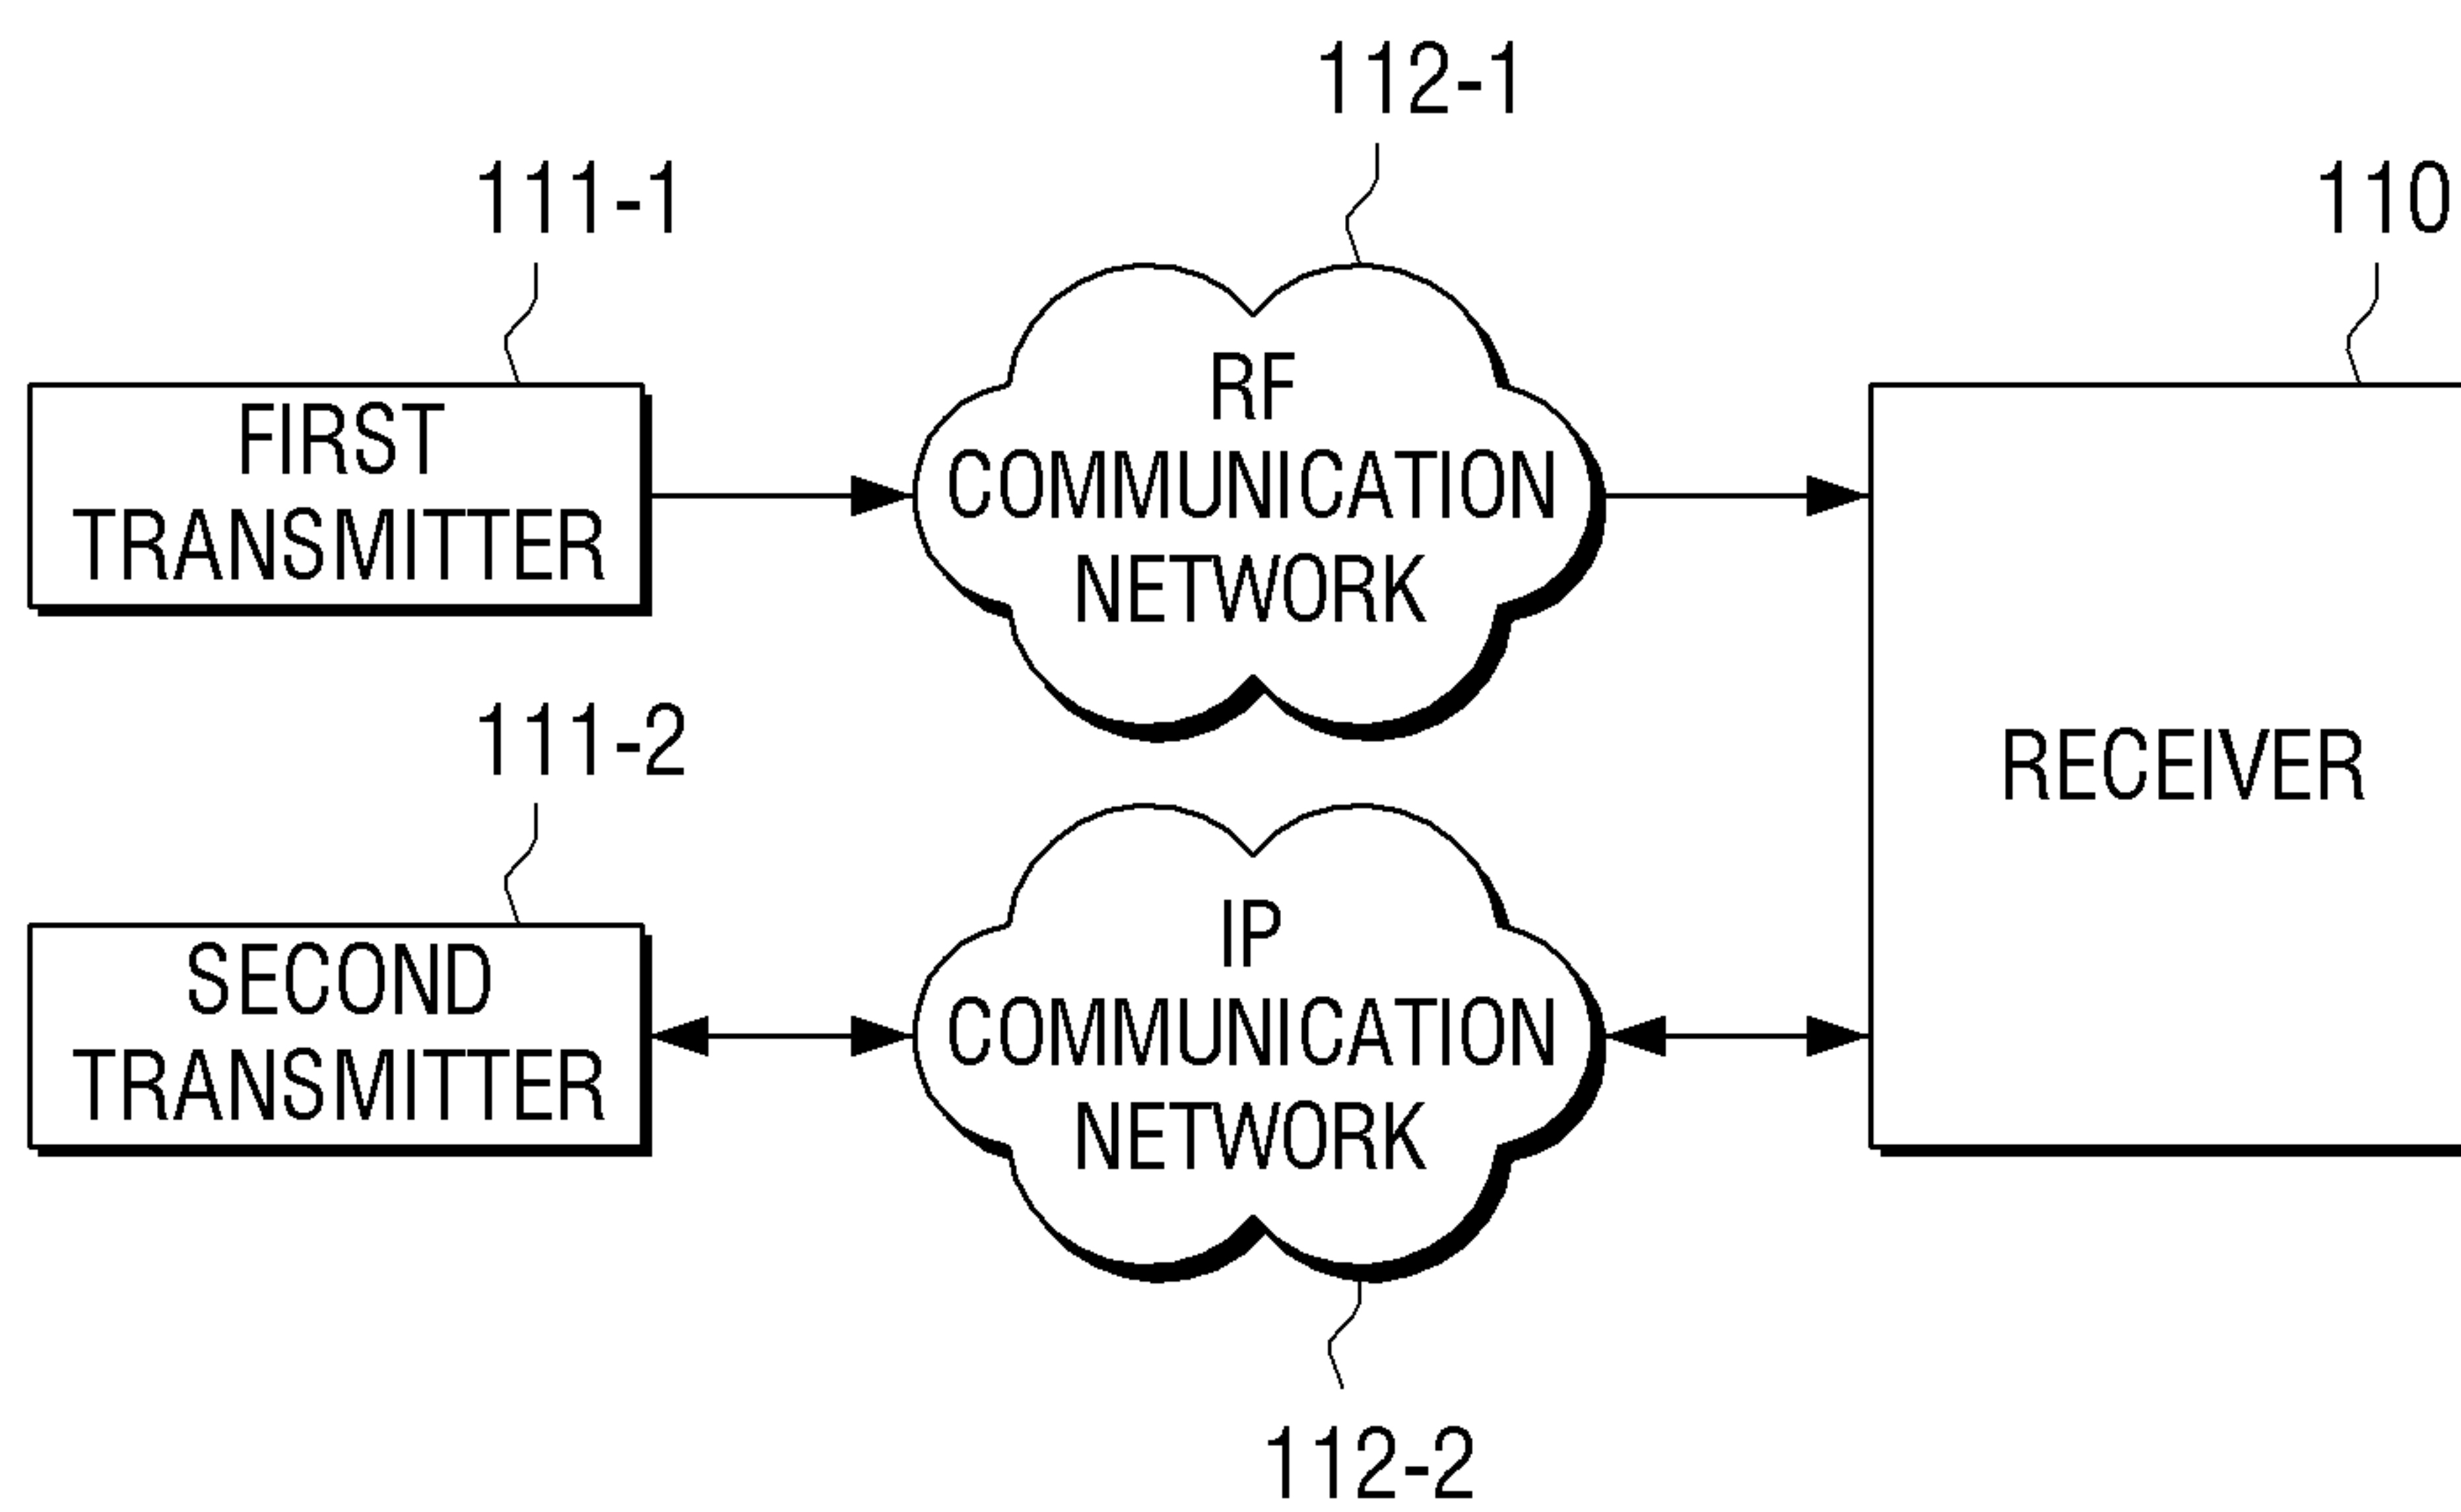 112-1
111-1
110
FIRST
TRANSMITTER
RF
COMMUNICATION
NETWORK
111-2
RECEIVER
SECOND
TRANSMITTER
IP
COMMUNICATION
NETWORK
112-2